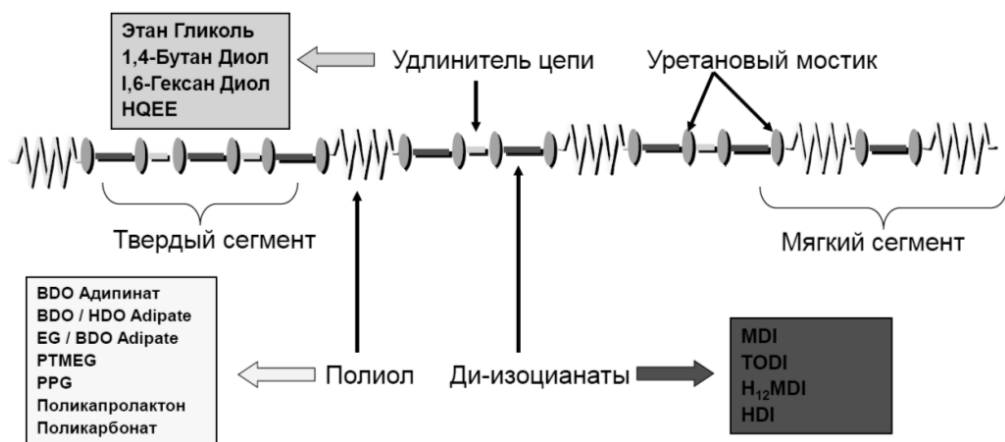 Этан Гликоль
1,4-Бутан Диол
I,6-Гексан Диол
HQEE
Удлинитель цепи
Уретановый мостик
Твердый сегмент
Мягкий сегмент
BDO Адипинат
BDO / HDO Adipate
EG / BDO Adipate
PTMEG
PPG
Поликапролактон
Поликарбонат
Полиол
Ди-изоцианаты
MDI
TODI
H₁₂MDI
HDI